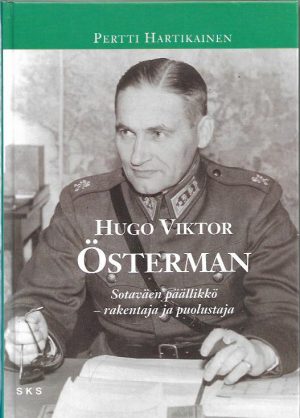 PERTTI HARTIKAINEN
HUGO VIKTOR
ÖSTERMAN
Sotaväen päällikkö
– rakentaja ja puolustaja
SKS